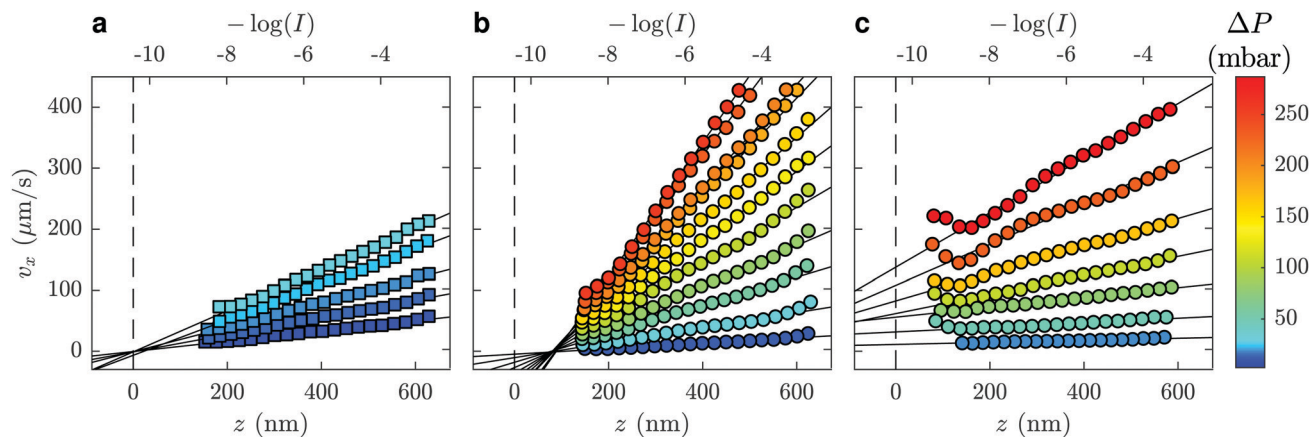 a
− log(I)
-10 -8 -6 -4
b
− log(I)
-10 -8 -6 -4
c
− log(I)
-10 -8 -6 -4
ΔP
(mbar)
v_x (μm/s)
400
300
200
100
0
250
200
150
100
50
0 200 400 600
0 200 400 600
0 200 400 600
z (nm)
z (nm)
z (nm)